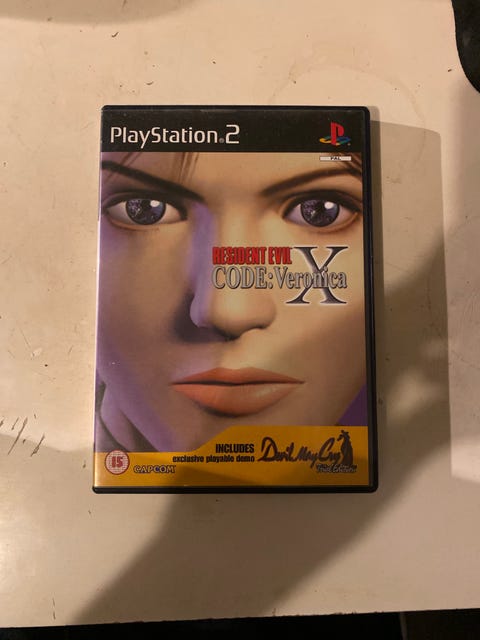 PlayStation.2
PAL
RESIDENT EVIL
CODE:Veronica X
INCLUDES
exclusive playable demo
Devil May Cry
15
CAPCOM